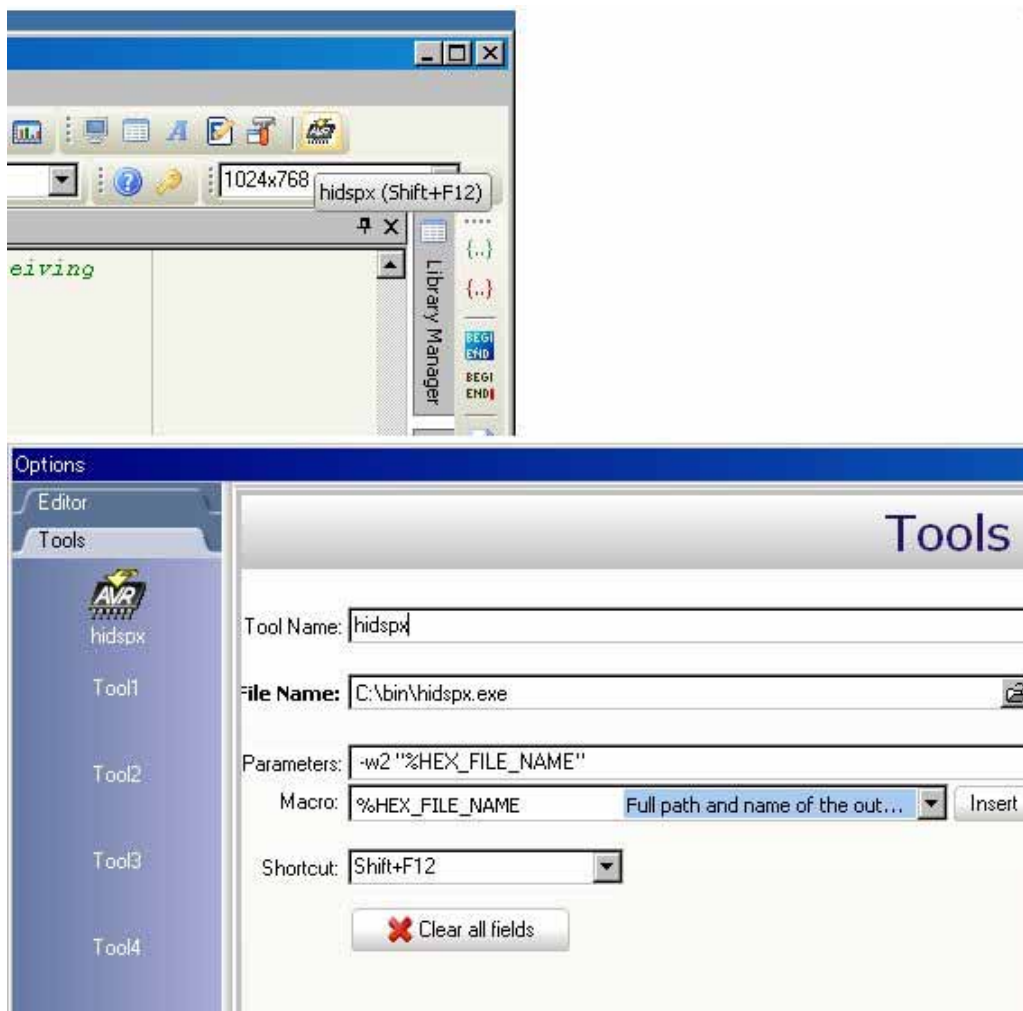 1024x768
hidspx (Shift+F12)
eiving
{..}
{..}
Library Manager
BEGI
END
BEGI
END
Options
Editor
Tools
Tools
AVR
hidspx
Tool Name: hidspx
Tool1
File Name: C:\bin\hidspx.exe
Parameters: -w2 "%HEX_FILE_NAME"
Tool2
Macro: %HEX_FILE_NAME Full path and name of the out... Insert
Tool3
Shortcut: Shift+F12
Clear all fields
Tool4